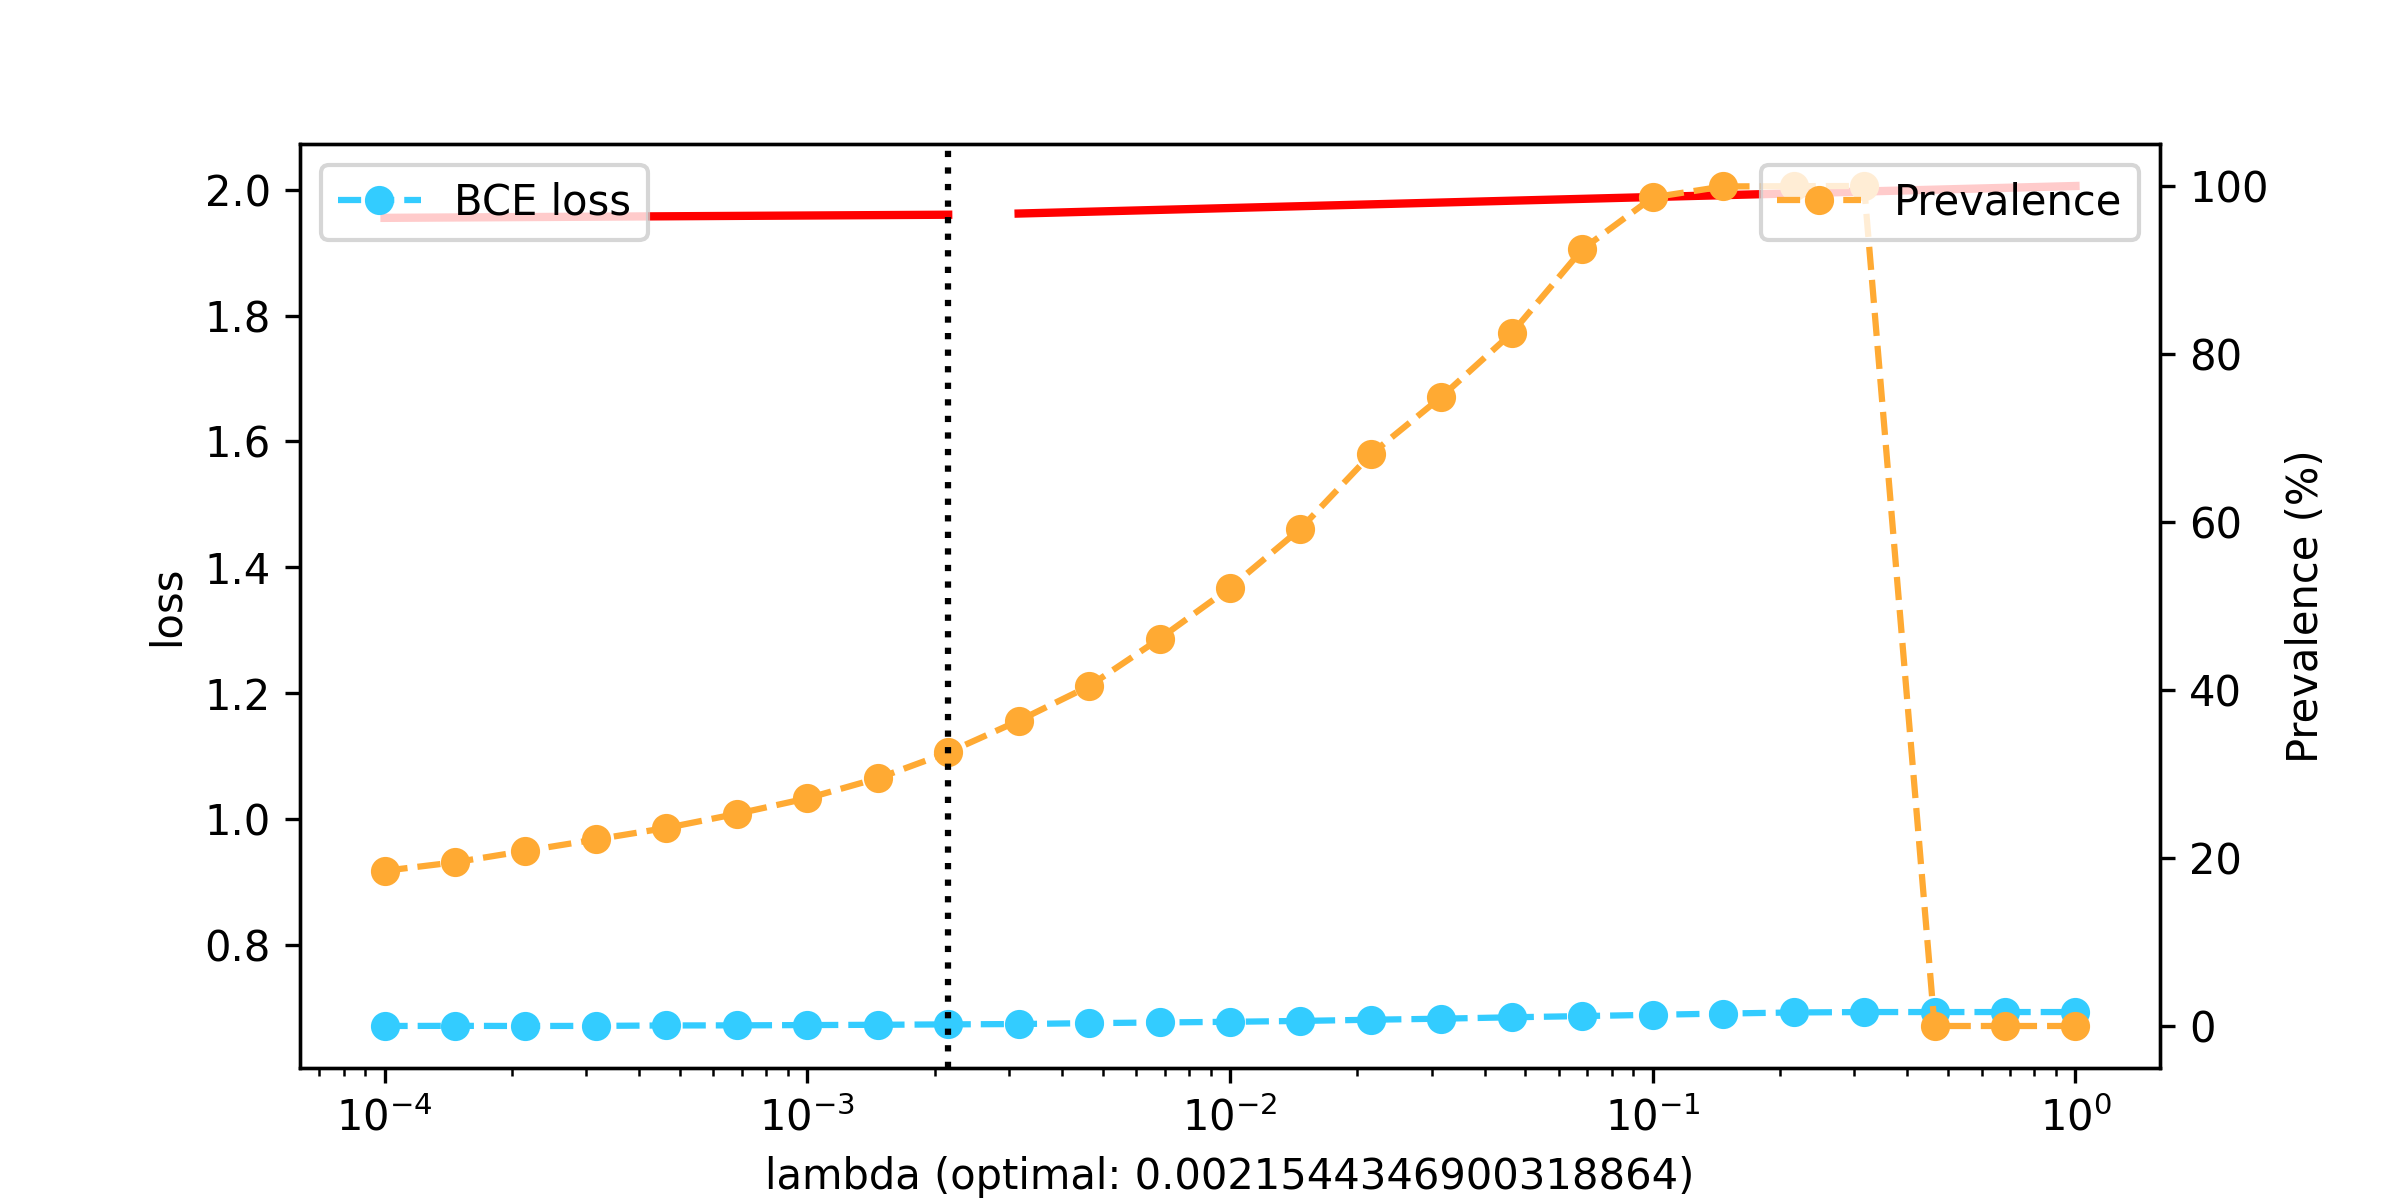 BCE loss
Prevalence
2.0
1.8
1.6
1.4
1.2
1.0
0.8
loss
100
80
60
40
20
0
Prevalence (%)
10⁻⁴ 10⁻³ 10⁻² 10⁻¹ 10⁰
lambda (optimal: 0.0021544346900318864)